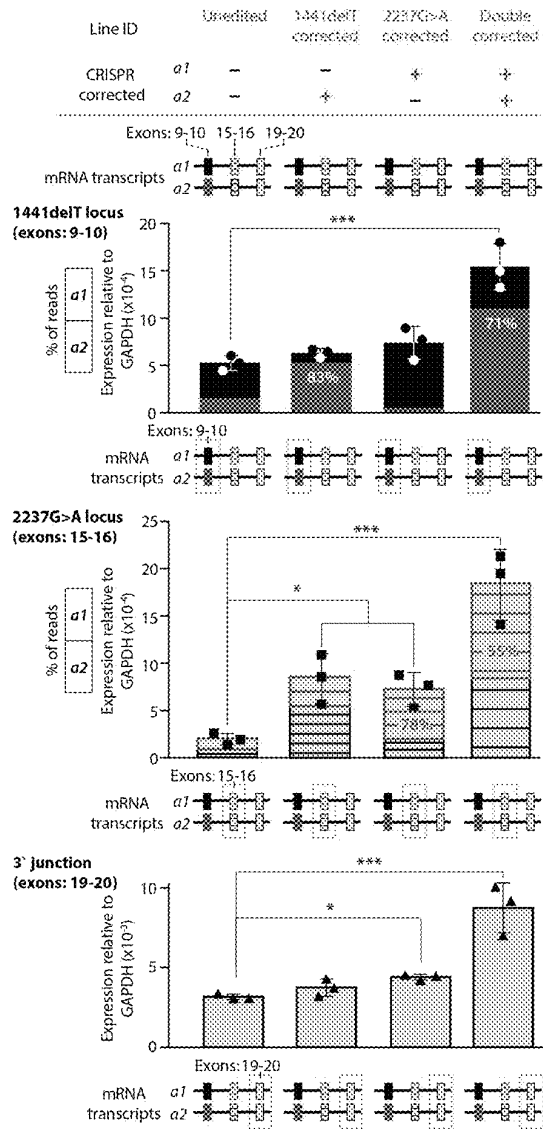 Line ID Unedited 1441delT corrected 2237G>A corrected Double corrected
CRISPR corrected a1 − − + +
a2 − + − +
Exons: 9-10 15-16 19-20
mRNA transcripts a1
a2
1441delT locus
(exons: 9-10)
***
% of reads a1 a2
Expression relative to
GAPDH (x10⁻⁴)
20
15
10
5
0
83%
71%
Exons: 9-10
mRNA a1
transcripts a2
2237G>A locus
(exons: 15-16)
***
*
% of reads a1 a2
Expression relative to
GAPDH (x10⁻⁴)
25
20
15
10
5
0
78%
55%
Exons: 15-16
mRNA a1
transcripts a2
3` junction
(exons: 19-20)
***
*
Expression relative to
GAPDH (x10⁻³)
10
5
0
Exons: 19-20
mRNA a1
transcripts a2